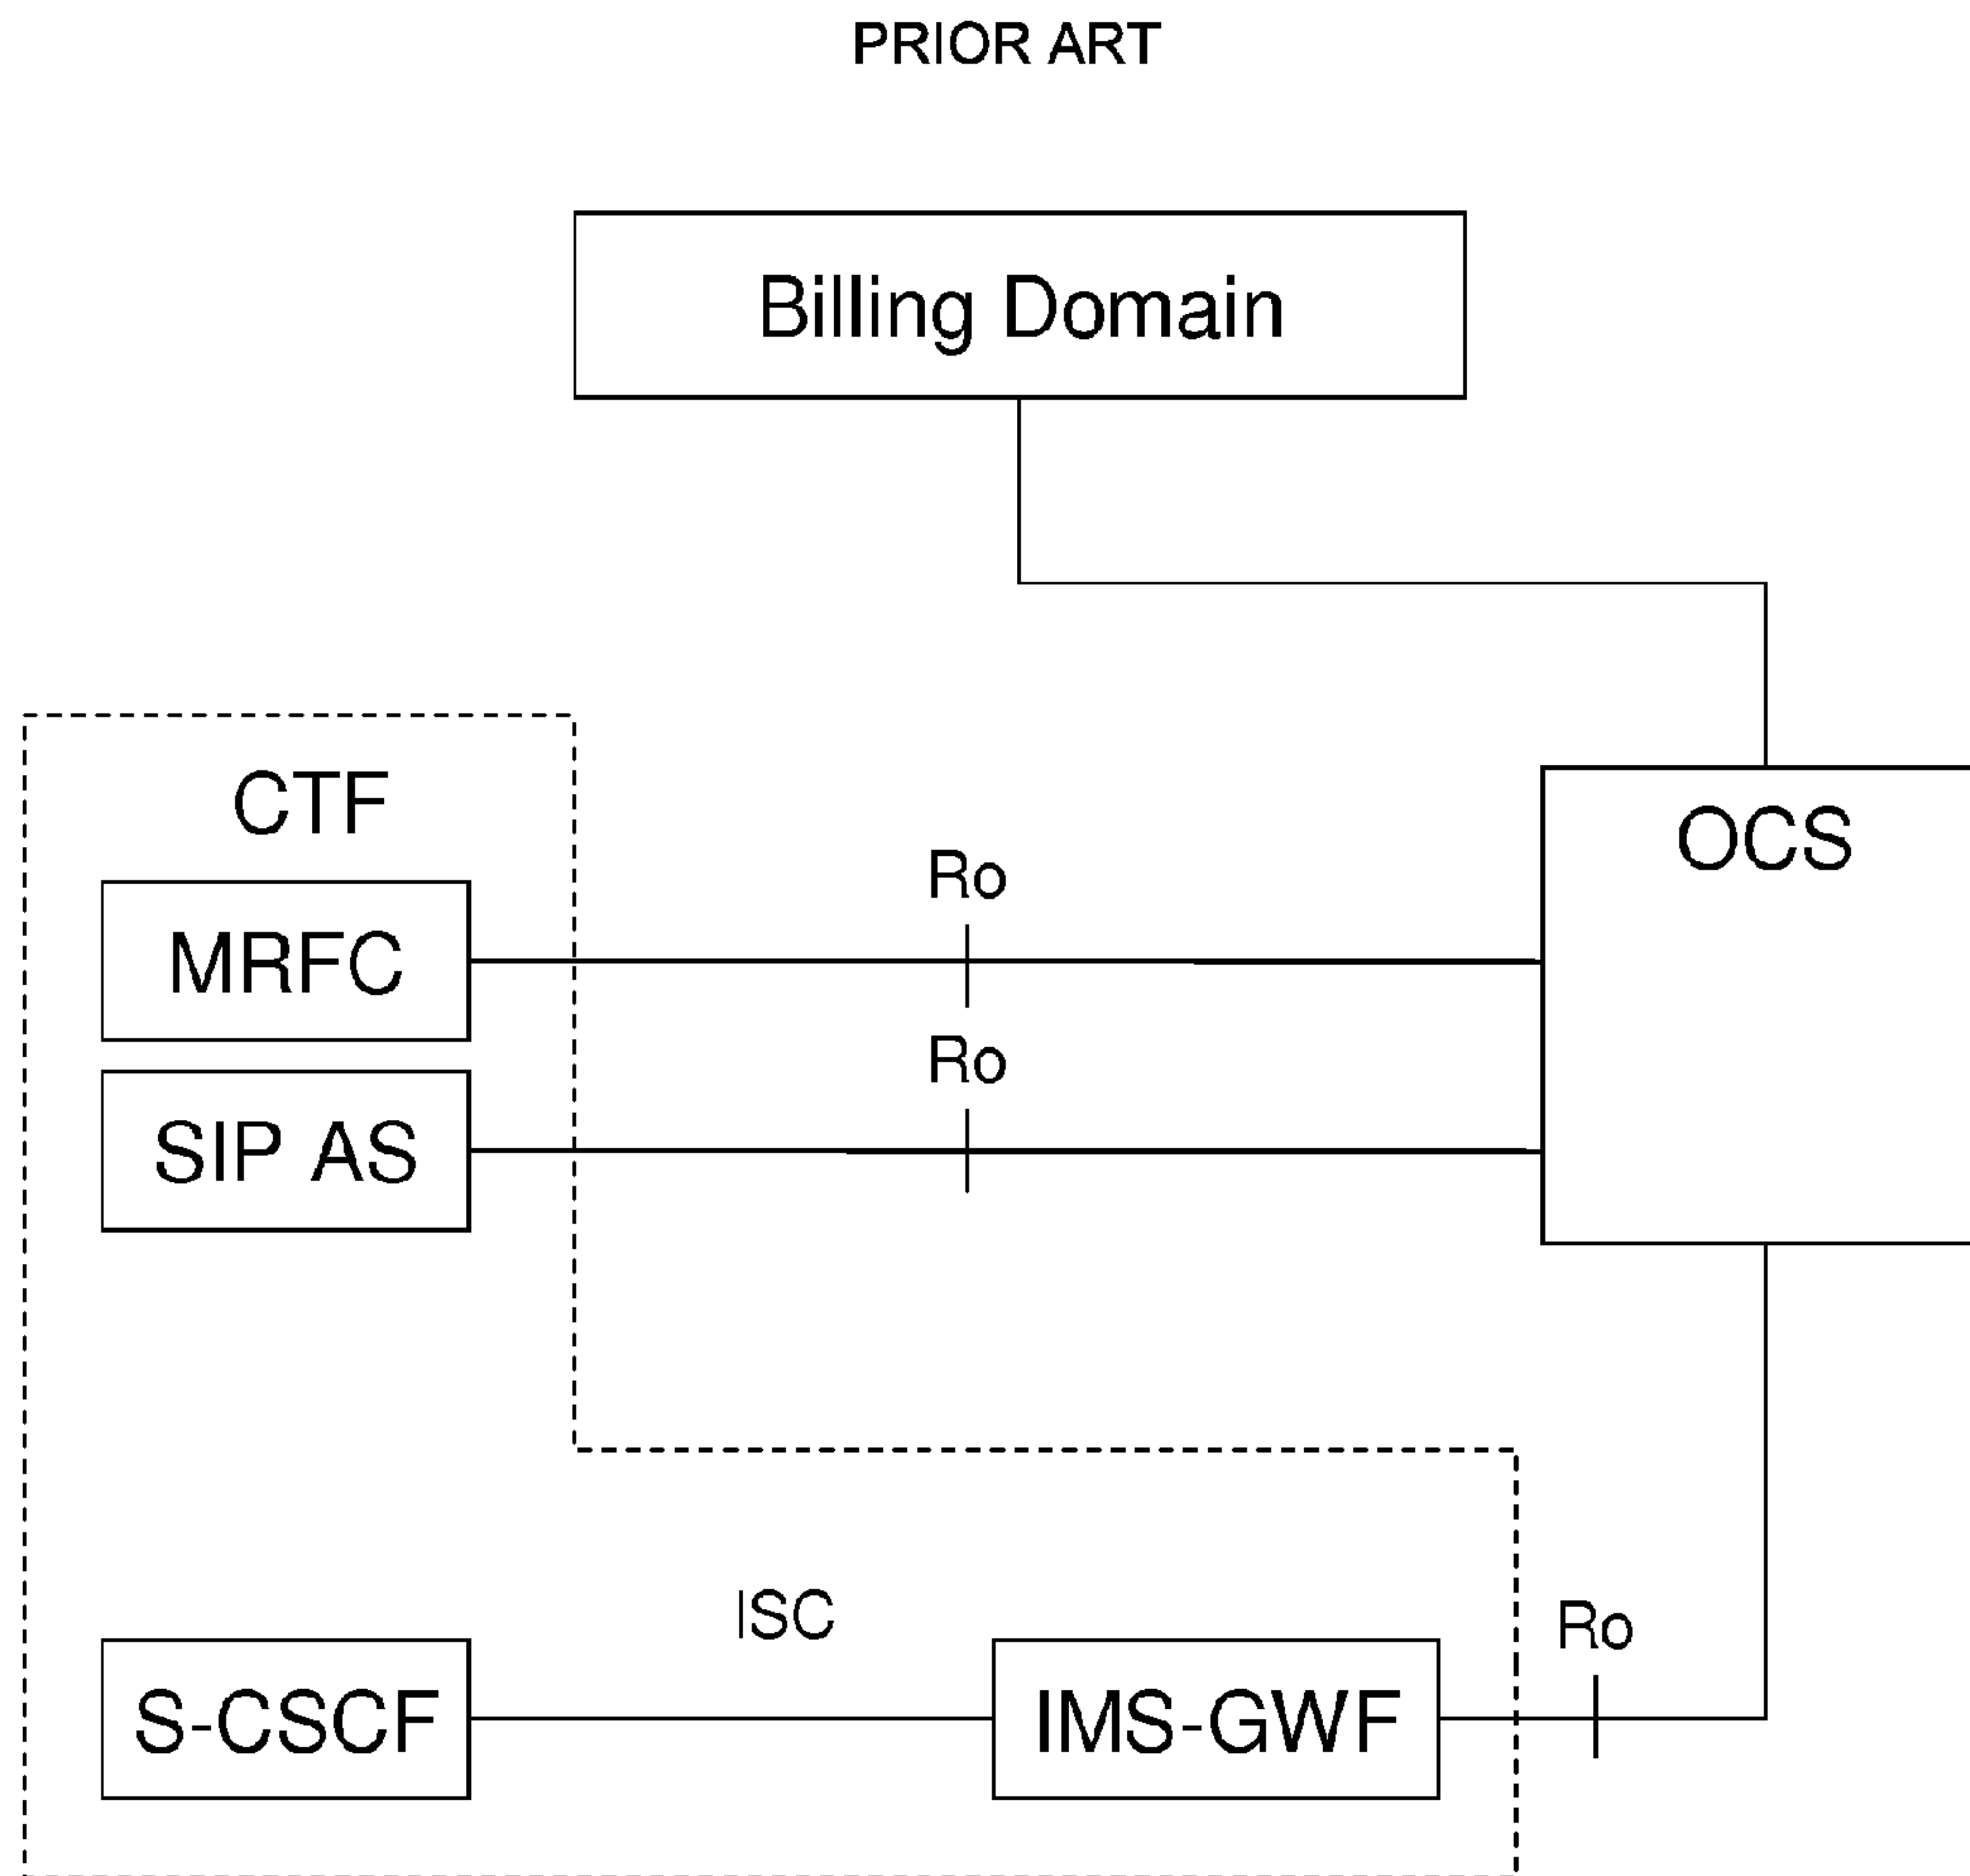 PRIOR ART
Billing Domain
CTF
OCS
Ro
MRFC
Ro
SIP AS
ISC
Ro
S-CSCF
IMS-GWF